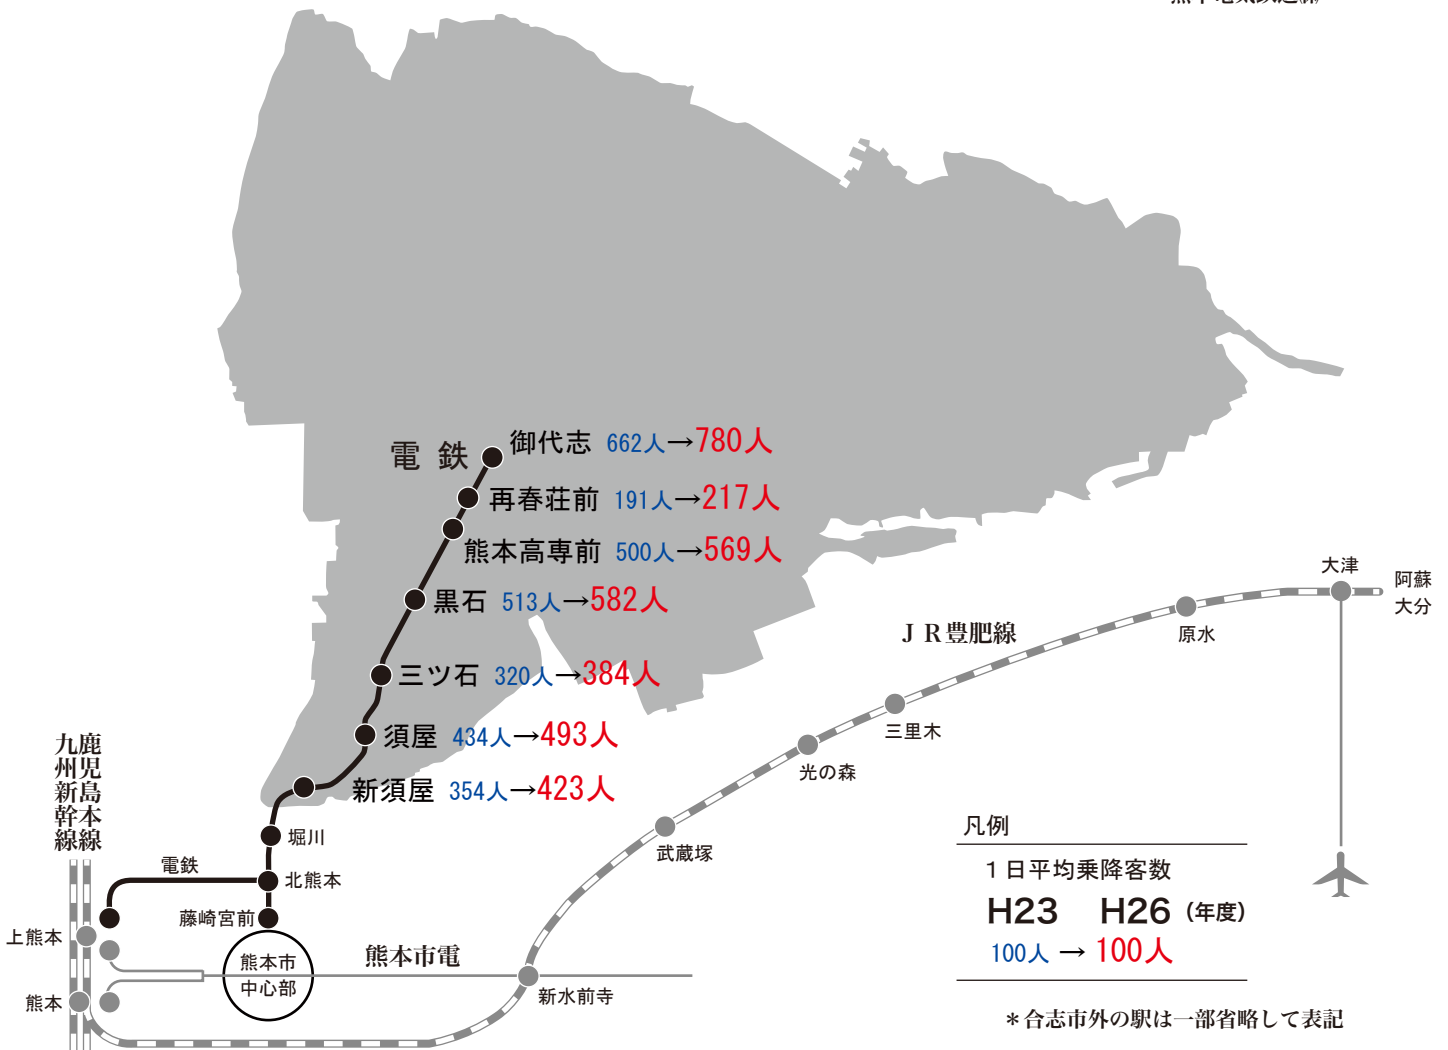 電鉄
御代志 662人→780人
再春荘前 191人→217人
熊本高専前 500人→569人
黒石 513人→582人
三ツ石 320人→384人
須屋 434人→493人
新須屋 354人→423人
堀川
電鉄
北熊本
藤崎宮前
鹿児島本線
九州新幹線
上熊本
熊本
熊本市
中心部
熊本市電
新水前寺
武蔵塚
光の森
三里木
JR豊肥線
原水
大津
阿蘇
大分
凡例
1日平均乗降客数
H23 H26（年度）
100人→100人
＊合志市外の駅は一部省略して表記